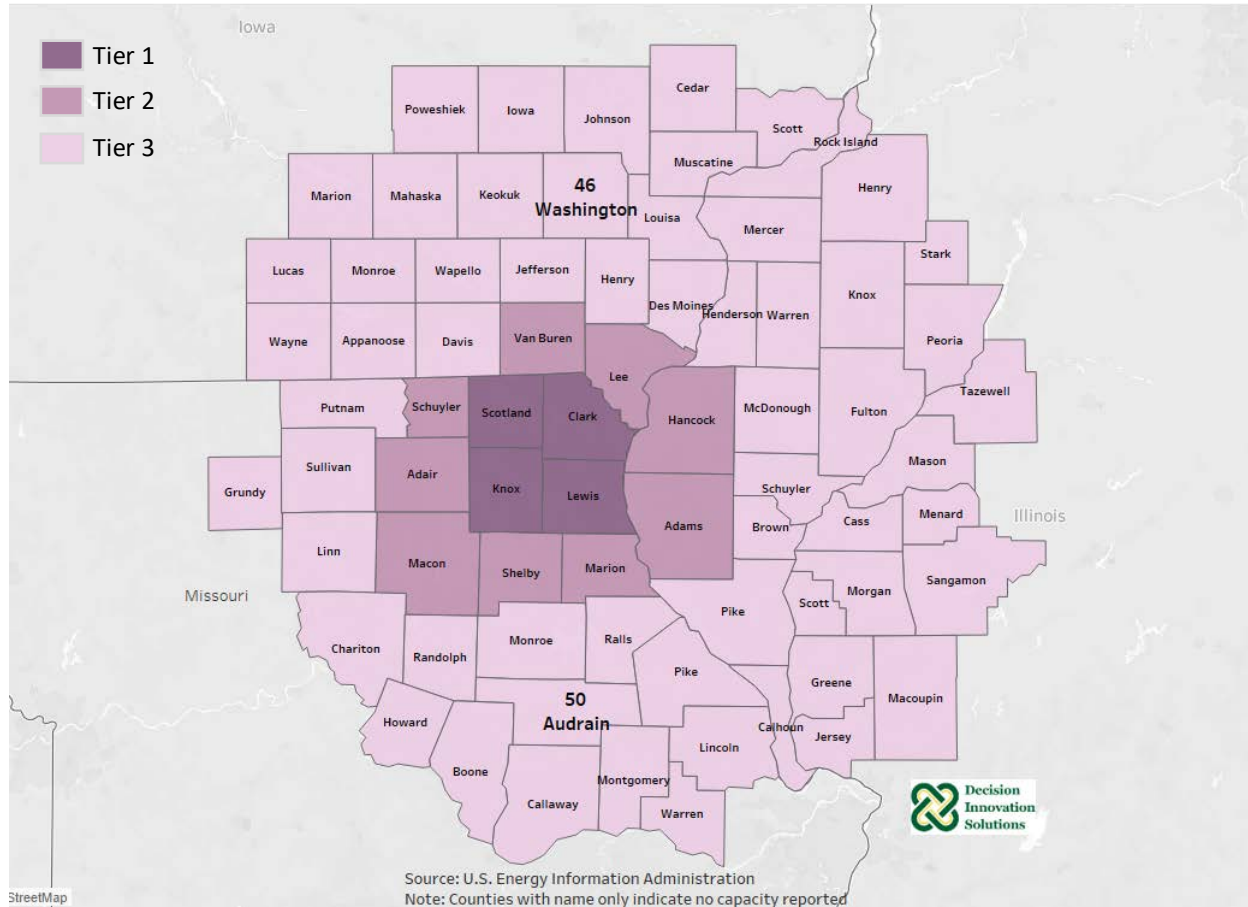 Iowa
Tier 1
Tier 2
Tier 3
Cedar
Poweshiek
Iowa
Johnson
Scott
Rock Island
Muscatine
Henry
Marion
Mahaska
Keokuk
46
Washington
Louisa
Mercer
Stark
Lucas
Monroe
Wapello
Jefferson
Henry
Knox
Des Moines
Henderson
Warren
Wayne
Appanoose
Davis
Van Buren
Peoria
Lee
Tazewell
Putnam
Schuyler
Scotland
Clark
Hancock
McDonough
Fulton
Sullivan
Adair
Mason
Grundy
Knox
Lewis
Schuyler
Adams
Brown
Cass
Menard
Illinois
Linn
Macon
Shelby
Marion
Sangamon
Missouri
Morgan
Scott
Pike
Chariton
Randolph
Monroe
Ralls
Pike
Greene
Macoupin
50
Audrain
Howard
Calhoun
Jersey
Lincoln
Boone
Callaway
Montgomery
Warren
Decision
Innovation
Solutions
Source: U.S. Energy Information Administration
StreetMap
Note: Counties with name only indicate no capacity reported